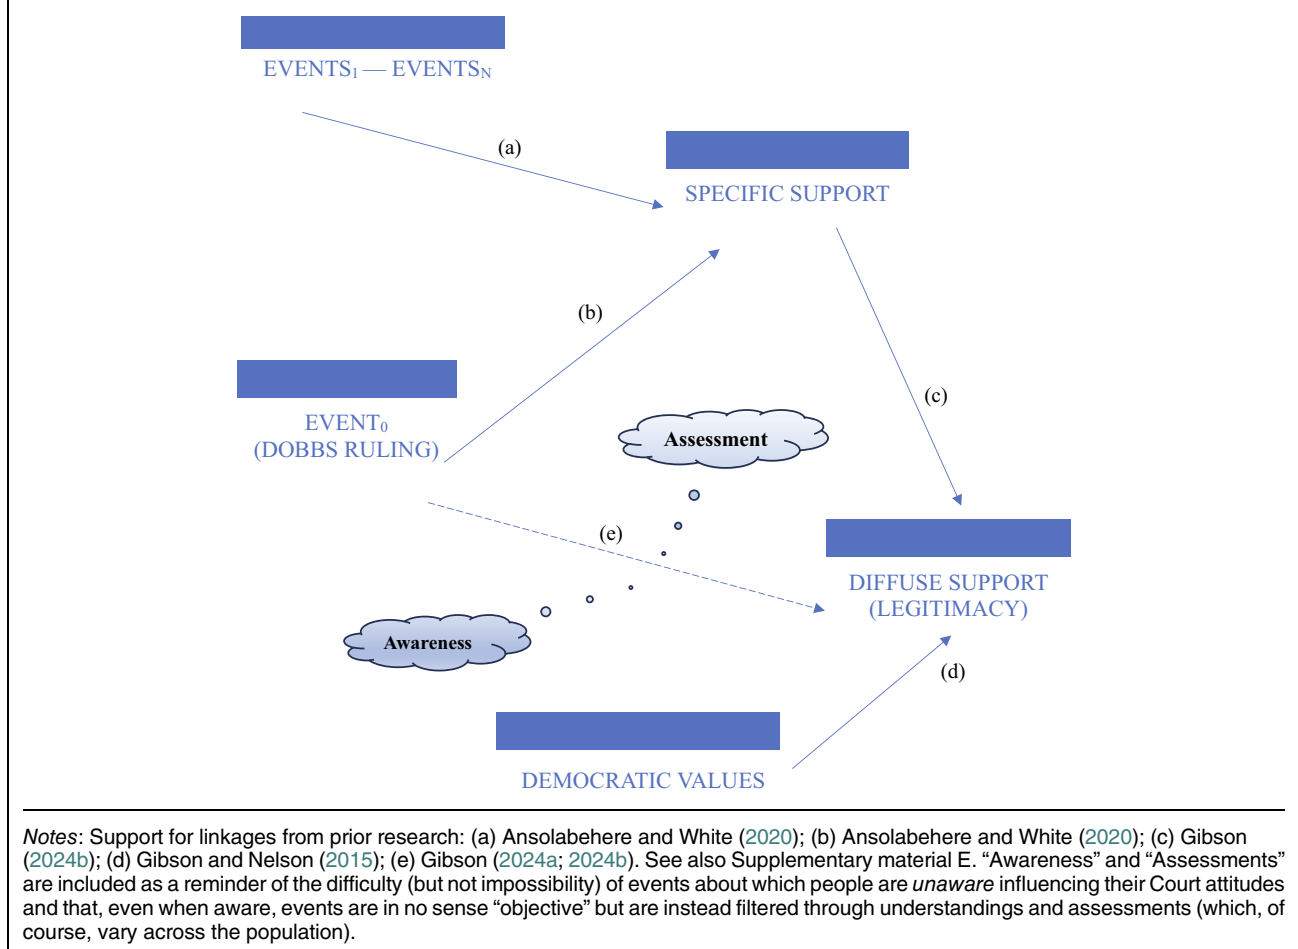 EVENTS₁ — EVENTS_N
(a)
SPECIFIC SUPPORT
(b)
EVENT₀
(DOBBS RULING)
(c)
Assessment
(e)
DIFFUSE SUPPORT
(LEGITIMACY)
Awareness
(d)
DEMOCRATIC VALUES
Notes: Support for linkages from prior research: (a) Ansolabehere and White (2020); (b) Ansolabehere and White (2020); (c) Gibson
(2024b); (d) Gibson and Nelson (2015); (e) Gibson (2024a; 2024b). See also Supplementary material E. “Awareness” and “Assessments”
are included as a reminder of the difficulty (but not impossibility) of events about which people are unaware influencing their Court attitudes
and that, even when aware, events are in no sense “objective” but are instead filtered through understandings and assessments (which, of
course, vary across the population).